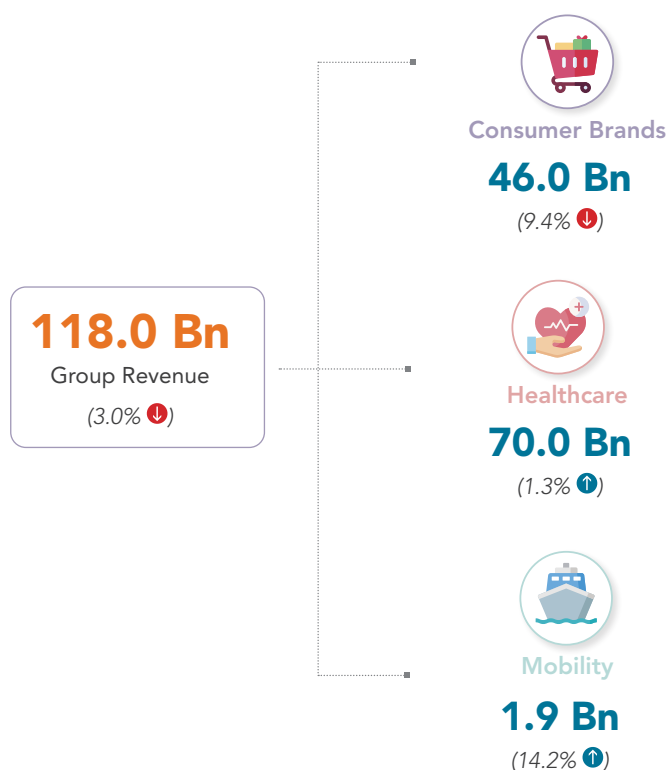 Consumer Brands
46.0 Bn
(9.4% ↓)
118.0 Bn
Group Revenue
(3.0% ↓)
Healthcare
70.0 Bn
(1.3% ↑)
Mobility
1.9 Bn
(14.2% ↑)